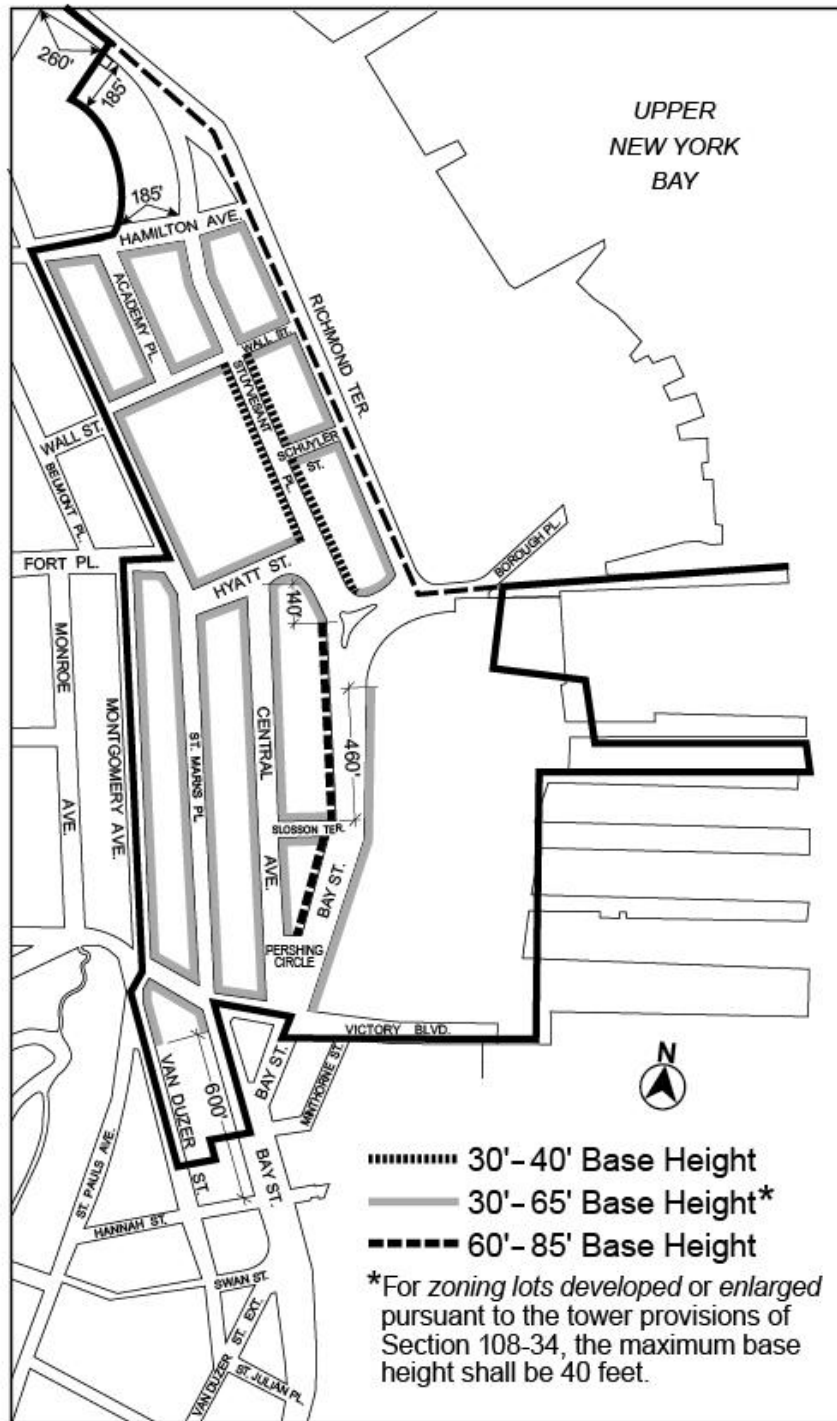 260'
185'
UPPER
NEW YORK
BAY
185'
HAMILTON AVE.
ACADEMY PL.
RICHMOND TER.
WALL ST.
STUYVESANT
PL.
SCHUYLER
ST.
WALL ST.
BELMONT PL.
FORT PL.
HYATT ST.
BOROUGH PL.
140'
MONROE
AVE.
MONTGOMERY AVE.
ST. MARKS PL.
CENTRAL
AVE.
460'
SLOSSON TER.
BAY ST.
PERSHING
CIRCLE
VICTORY BLVD.
VAN DUZER
ST.
600'
BAY ST.
MINTHORNE ST.
N
ST. PAULS AVE.
BAY ST.
HANNAH ST.
SWAN ST.
VAN DUZER ST. EXT.
ST. JULIAN PL.
30'-40' Base Height
30'-65' Base Height*
60'-85' Base Height
*For zoning lots developed or enlarged
pursuant to the tower provisions of
Section 108-34, the maximum base
height shall be 40 feet.